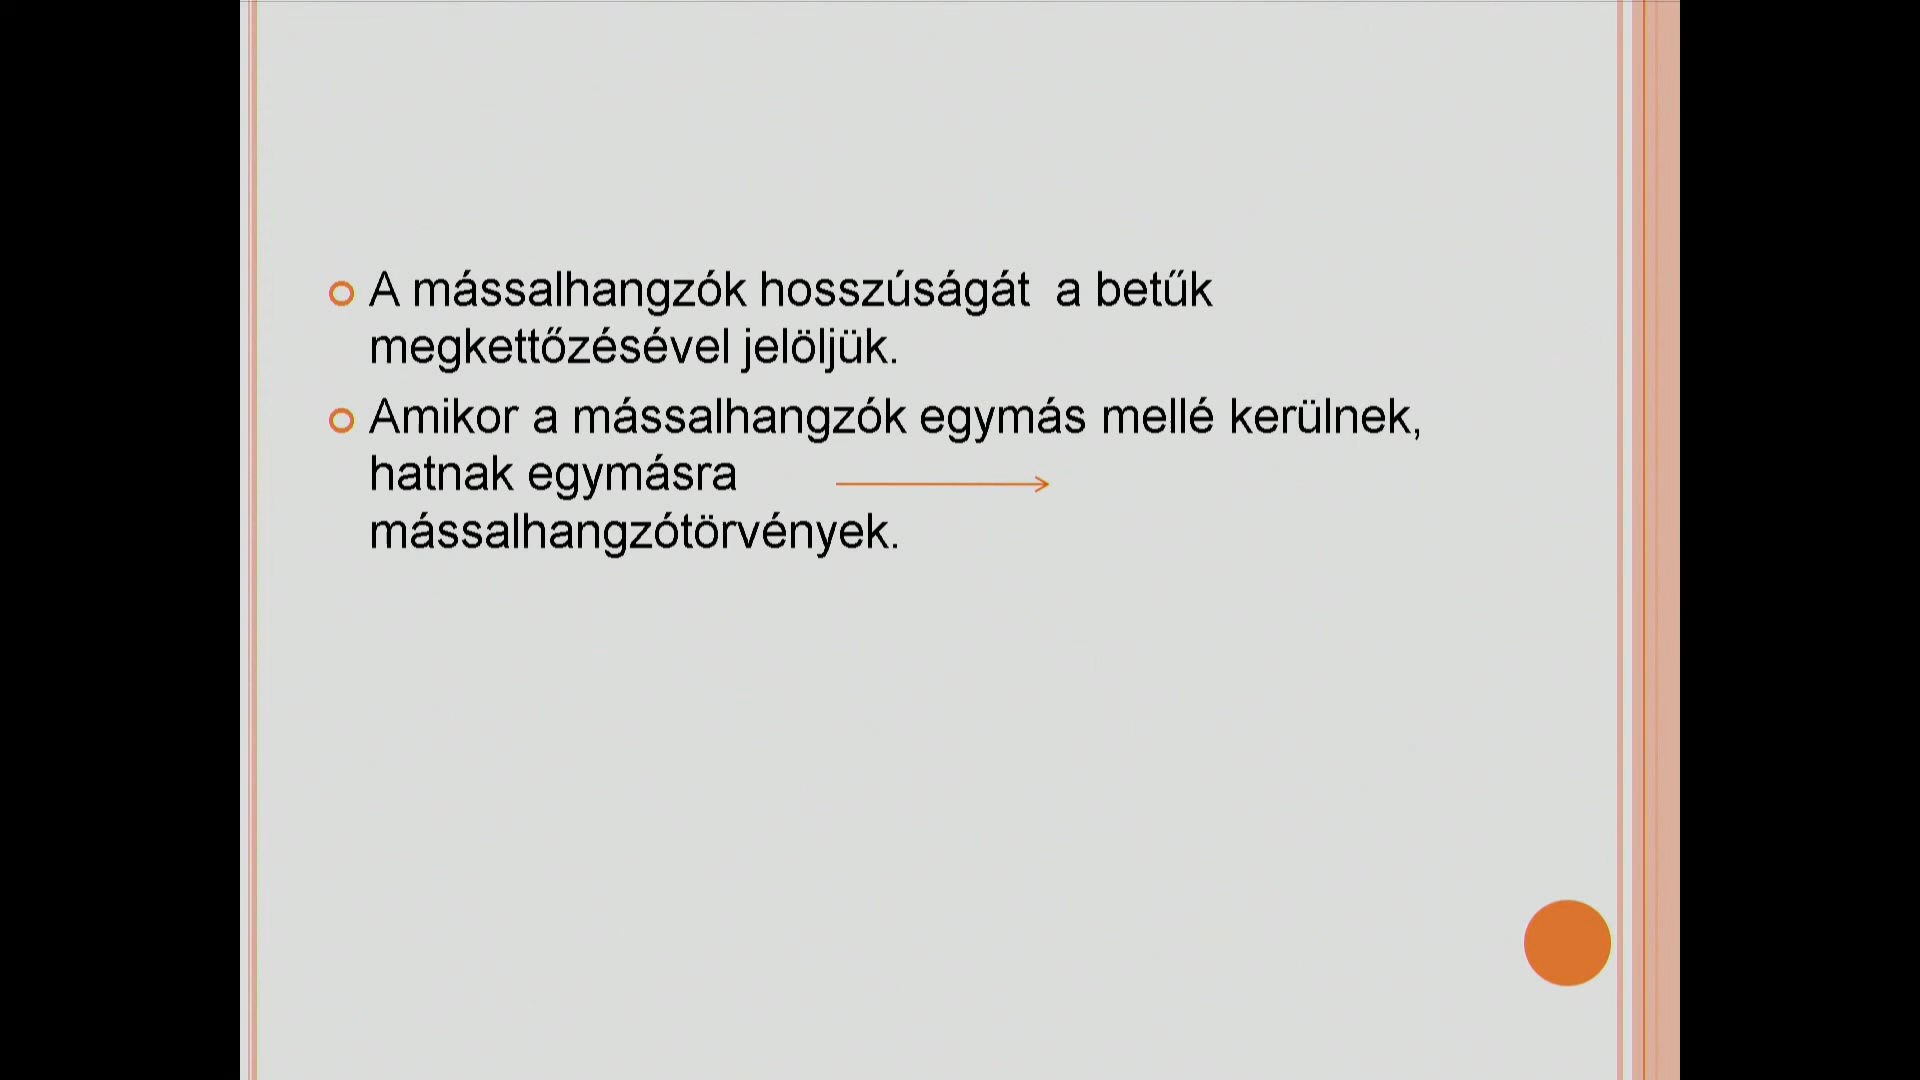 A mássalhangzók hosszúságát a betűk
megkettőzésével jelöljük.
Amikor a mássalhangzók egymás mellé kerülnek,
hatnak egymásra
mássalhangzótörvények.